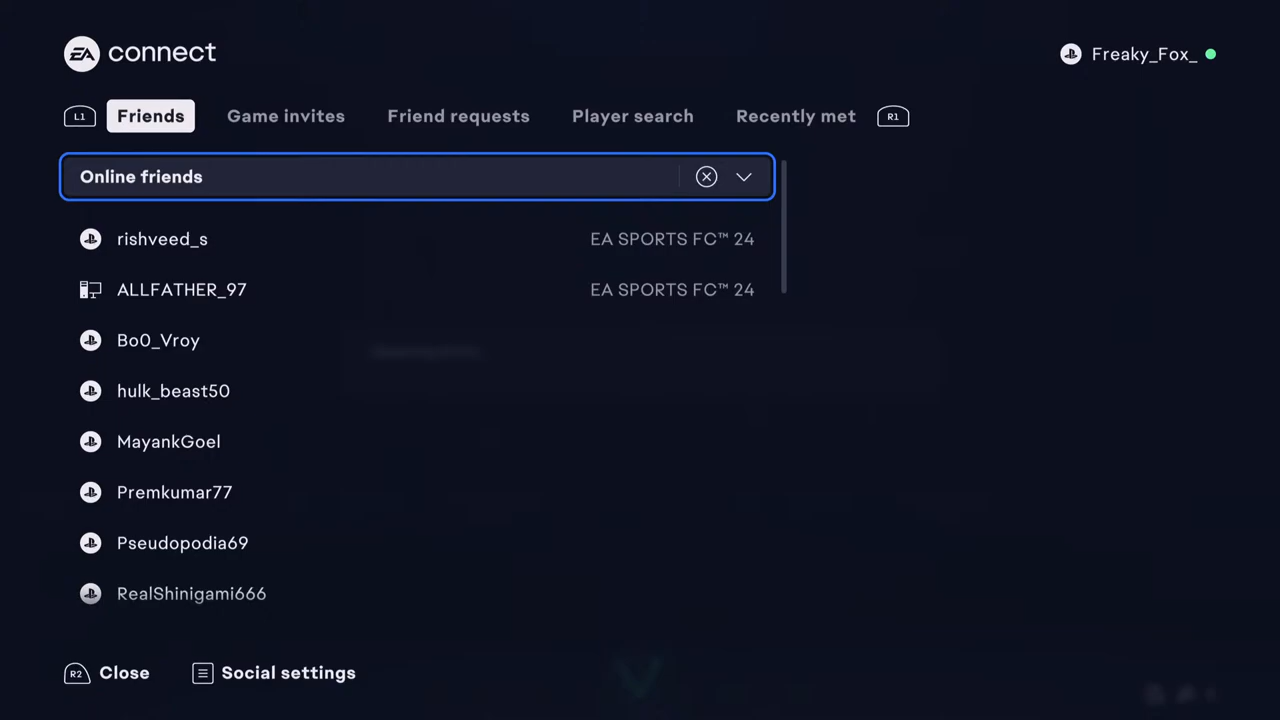 EA connect
Freaky_Fox_
L1 Friends Game invites Friend requests Player search Recently met R1
Online friends
rishveed_s EA SPORTS FC™ 24
ALLFATHER_97 EA SPORTS FC™ 24
Bo0_Vroy
hulk_beast50
MayankGoel
Premkumar77
Pseudopodia69
RealShinigami666
R2 Close Social settings